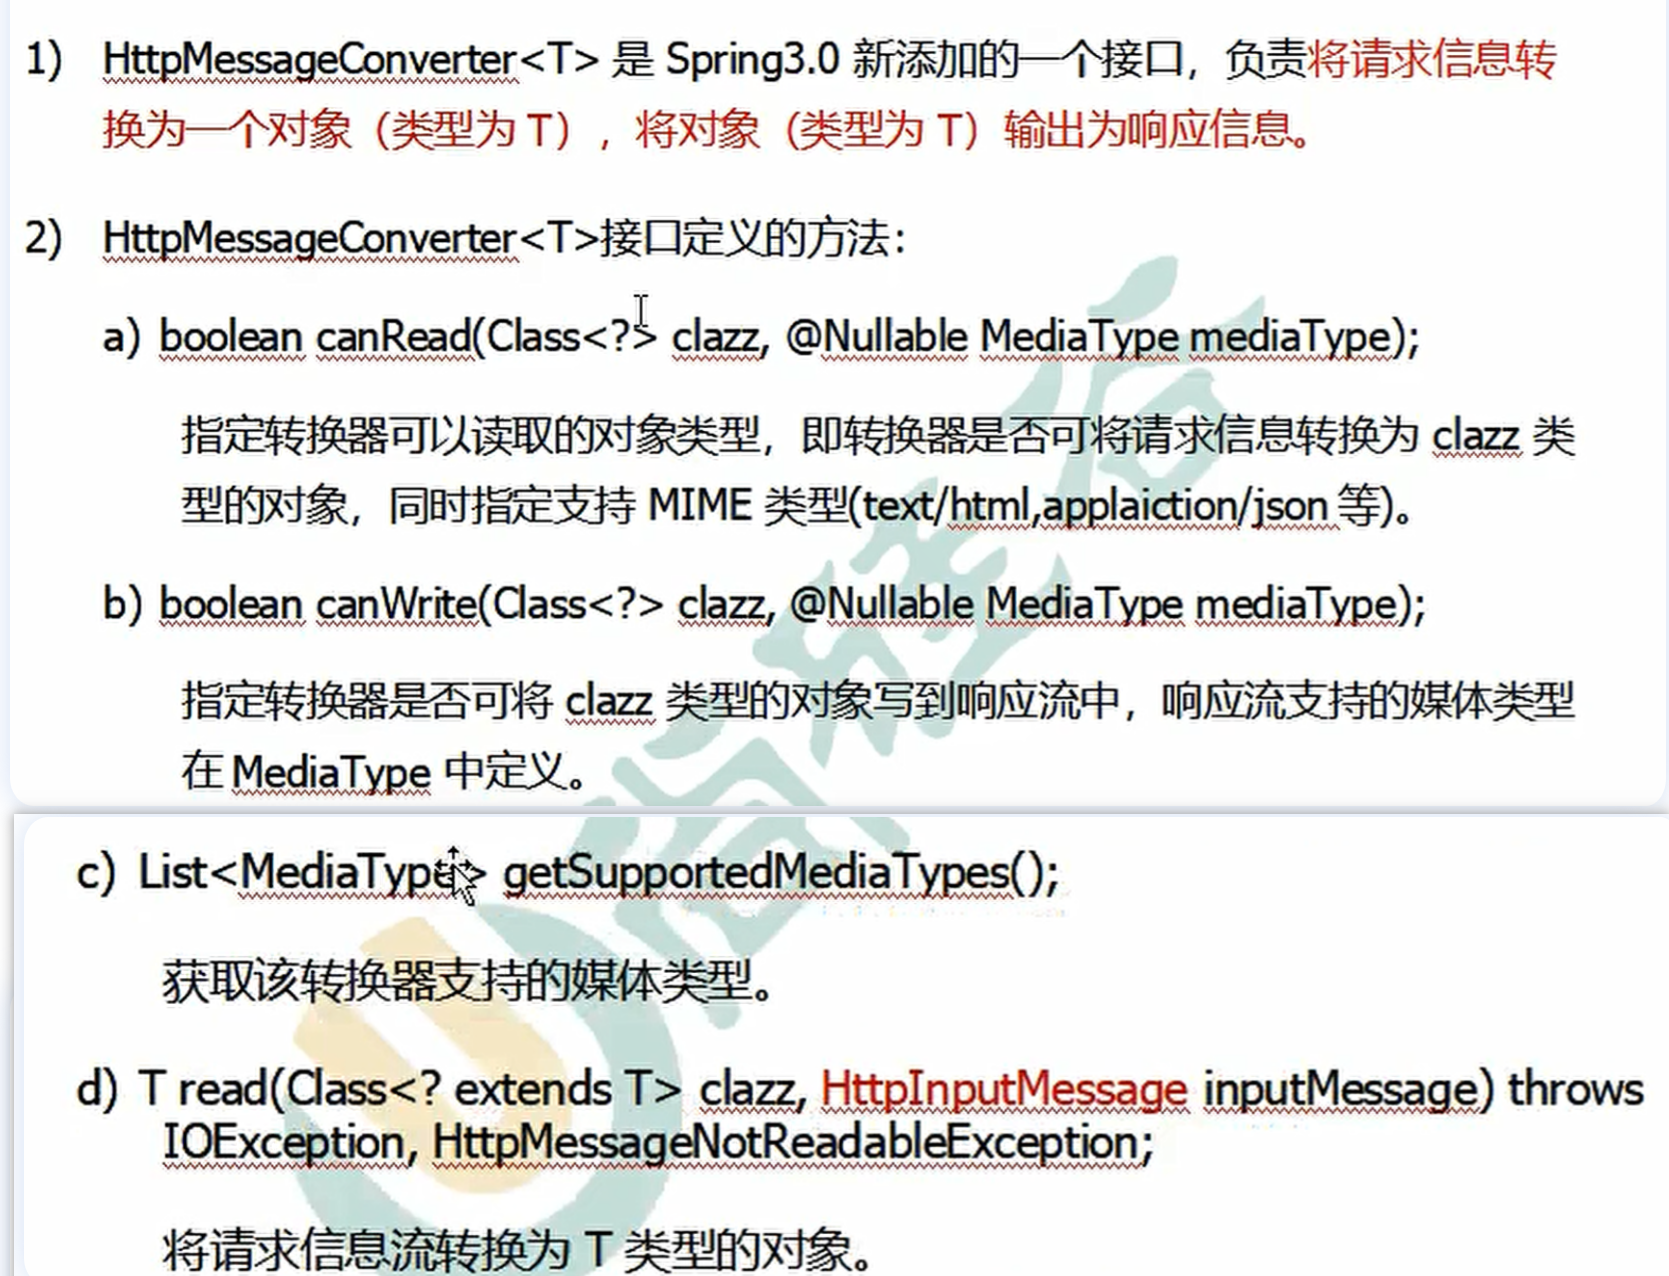 1) HttpMessageConverter<T> 是 Spring3.0 新添加的一个接口，负责将请求信息转
换为一个对象（类型为 T），将对象（类型为 T）输出为响应信息。
2) HttpMessageConverter<T>接口定义的方法：
a) boolean canRead(Class<?> clazz, @Nullable MediaType mediaType);
指定转换器可以读取的对象类型，即转换器是否可将请求信息转换为 clazz 类
型的对象，同时指定支持 MIME 类型(text/html,applaiction/json 等)。
b) boolean canWrite(Class<?> clazz, @Nullable MediaType mediaType);
指定转换器是否可将 clazz 类型的对象写到响应流中，响应流支持的媒体类型
在 MediaType 中定义。
c) List<MediaType> getSupportedMediaTypes();
获取该转换器支持的媒体类型。
d) T read(Class<? extends T> clazz, HttpInputMessage inputMessage) throws
IOException, HttpMessageNotReadableException;
将请求信息流转换为 T 类型的对象。
尚硅谷